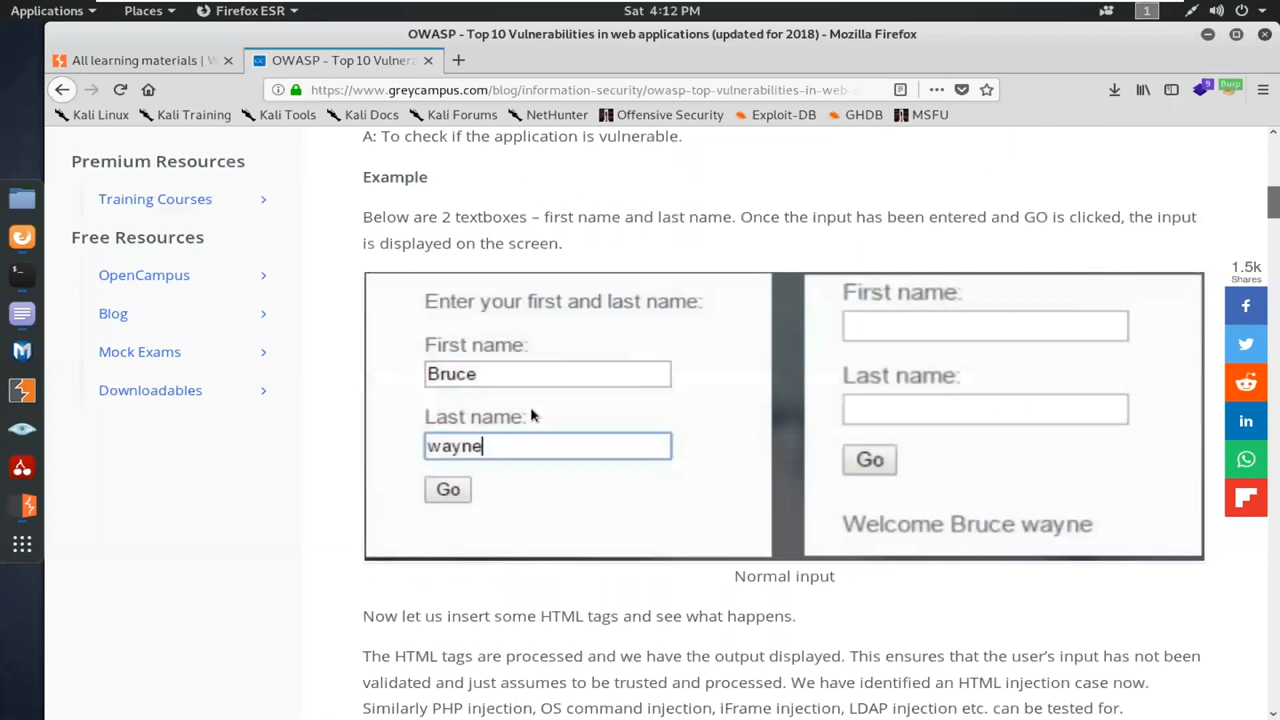 Applications Places Firefox ESR Sat 4:12 PM 1
OWASP - Top 10 Vulnerabilities in web applications (updated for 2018) - Mozilla Firefox
All learning materials | OWASP - Top 10 Vulnera
https://www.greycampus.com/blog/information-security/owasp-top-vulnerabilities-in-web- 9 Burp
Kali Linux Kali Training Kali Tools Kali Docs Kali Forums NetHunter Offensive Security Exploit-DB GHDB MSFU
Premium Resources
Training Courses
Free Resources
OpenCampus
Blog
Mock Exams
Downloadables
A: To check if the application is vulnerable.
Example
Below are 2 textboxes – first name and last name. Once the input has been entered and GO is clicked, the input
is displayed on the screen.
Enter your first and last name:
First name:
Bruce
Last name:
wayne
Go
First name:
Last name:
Go
Welcome Bruce wayne
Normal input
Now let us insert some HTML tags and see what happens.
The HTML tags are processed and we have the output displayed. This ensures that the user's input has not been
validated and just assumes to be trusted and processed. We have identified an HTML injection case now.
Similarly PHP injection, OS command injection, iFrame injection, LDAP injection etc. can be tested for.
1.5k
Shares